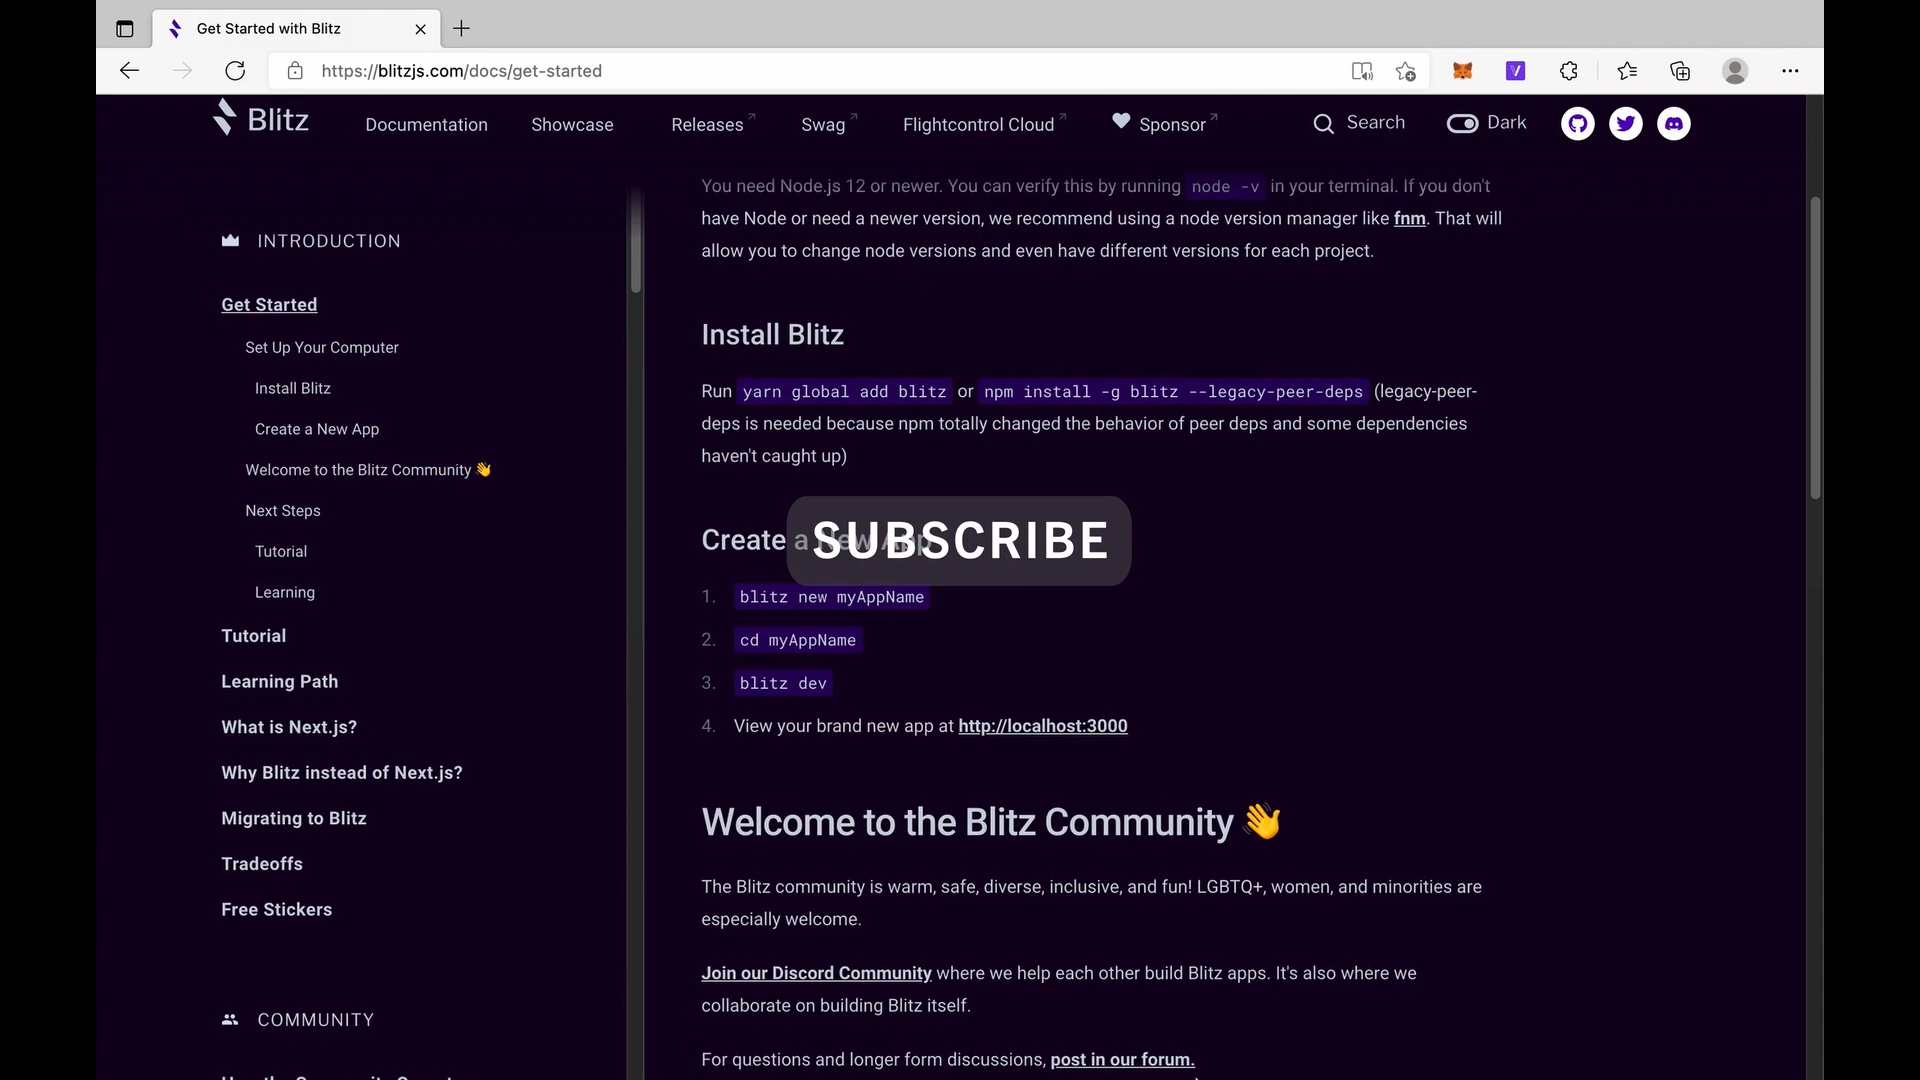 Get Started with Blitz
https://blitzjs.com/docs/get-started
Blitz
Documentation
Showcase
Releases
Swag
Flightcontrol Cloud
Sponsor
Search
Dark
INTRODUCTION
Get Started
Set Up Your Computer
Install Blitz
Create a New App
Welcome to the Blitz Community 👋
Next Steps
Tutorial
Learning
Tutorial
Learning Path
What is Next.js?
Why Blitz instead of Next.js?
Migrating to Blitz
Tradeoffs
Free Stickers
COMMUNITY
You need Node.js 12 or newer. You can verify this by running node -v in your terminal. If you don't
have Node or need a newer version, we recommend using a node version manager like fnm. That will
allow you to change node versions and even have different versions for each project.
Install Blitz
Run yarn global add blitz or npm install -g blitz --legacy-peer-deps (legacy-peer-
deps is needed because npm totally changed the behavior of peer deps and some dependencies
haven't caught up)
Create a New App
SUBSCRIBE
1. blitz new myAppName
2. cd myAppName
3. blitz dev
4. View your brand new app at http://localhost:3000
Welcome to the Blitz Community 👋
The Blitz community is warm, safe, diverse, inclusive, and fun! LGBTQ+, women, and minorities are
especially welcome.
Join our Discord Community where we help each other build Blitz apps. It's also where we
collaborate on building Blitz itself.
For questions and longer form discussions, post in our forum.